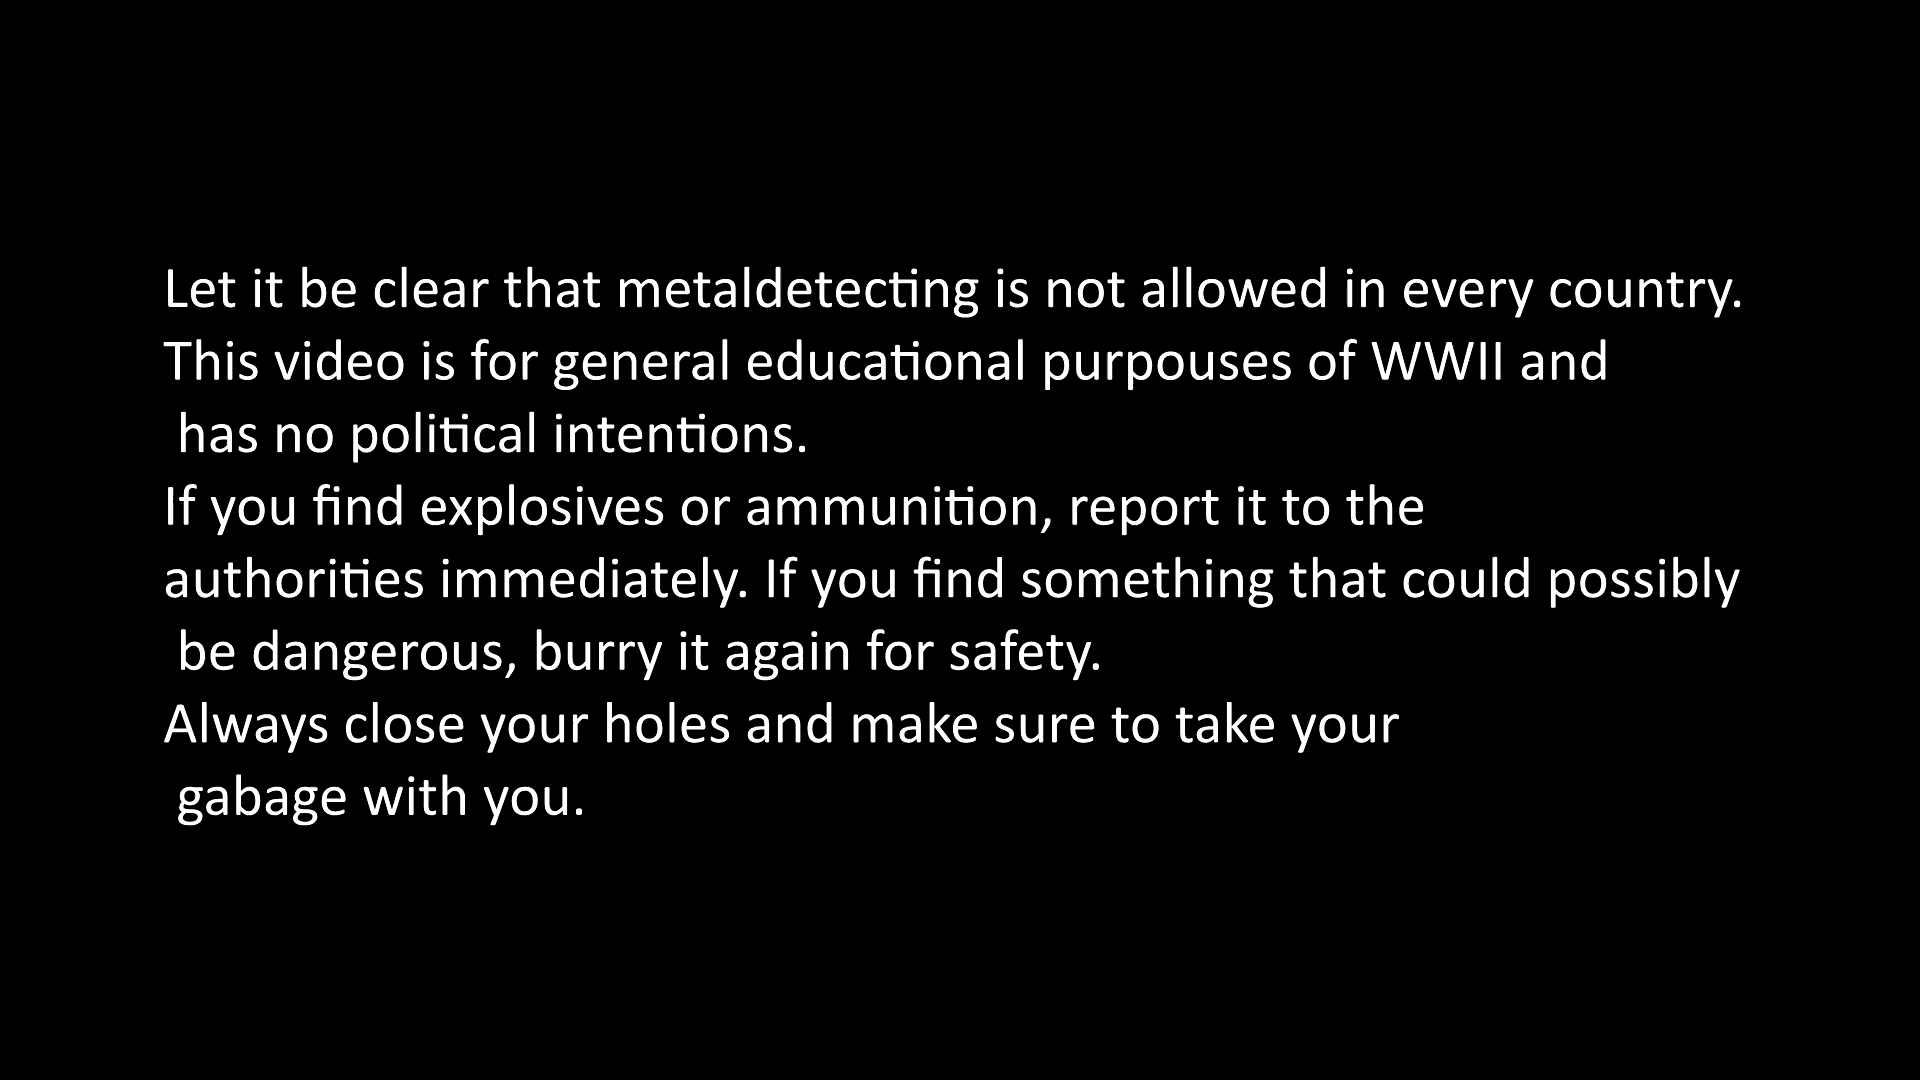 Let it be clear that metaldetecting is not allowed in every country.
This video is for general educational purpouses of WWII and
has no political intentions.
If you find explosives or ammunition, report it to the
authorities immediately. If you find something that could possibly
be dangerous, burry it again for safety.
Always close your holes and make sure to take your
gabage with you.